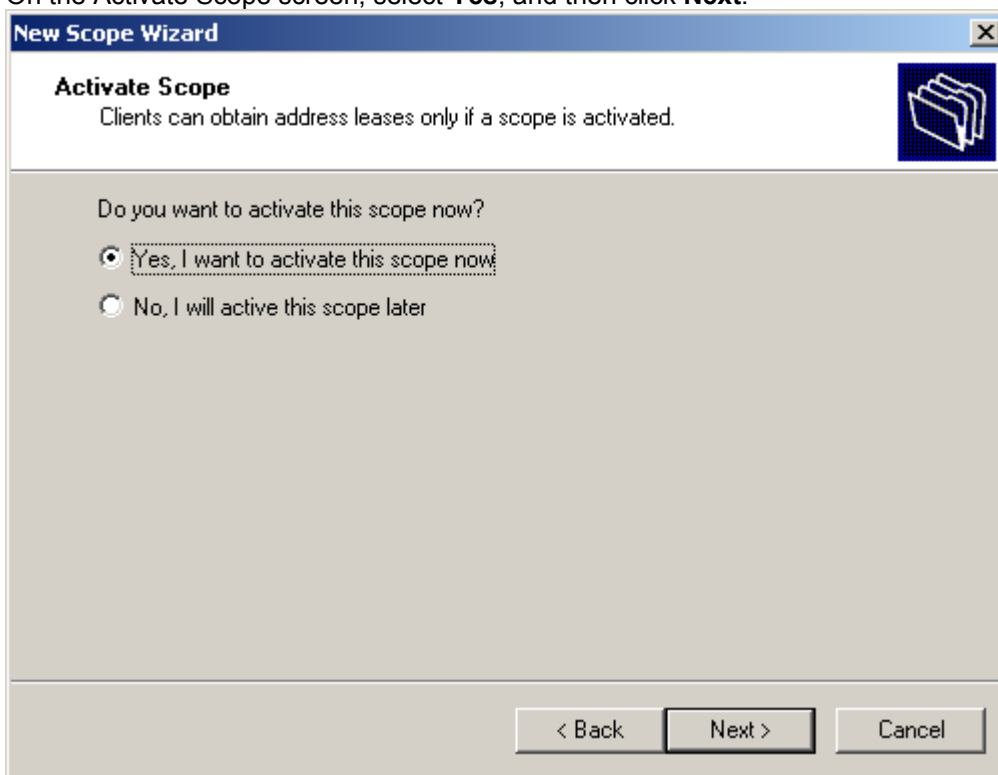 On the Activate Scope screen, select Yes, and then click Next.
New Scope Wizard
Activate Scope
Clients can obtain address leases only if a scope is activated.
Do you want to activate this scope now?
Yes, I want to activate this scope now
No, I will active this scope later
< Back Next > Cancel